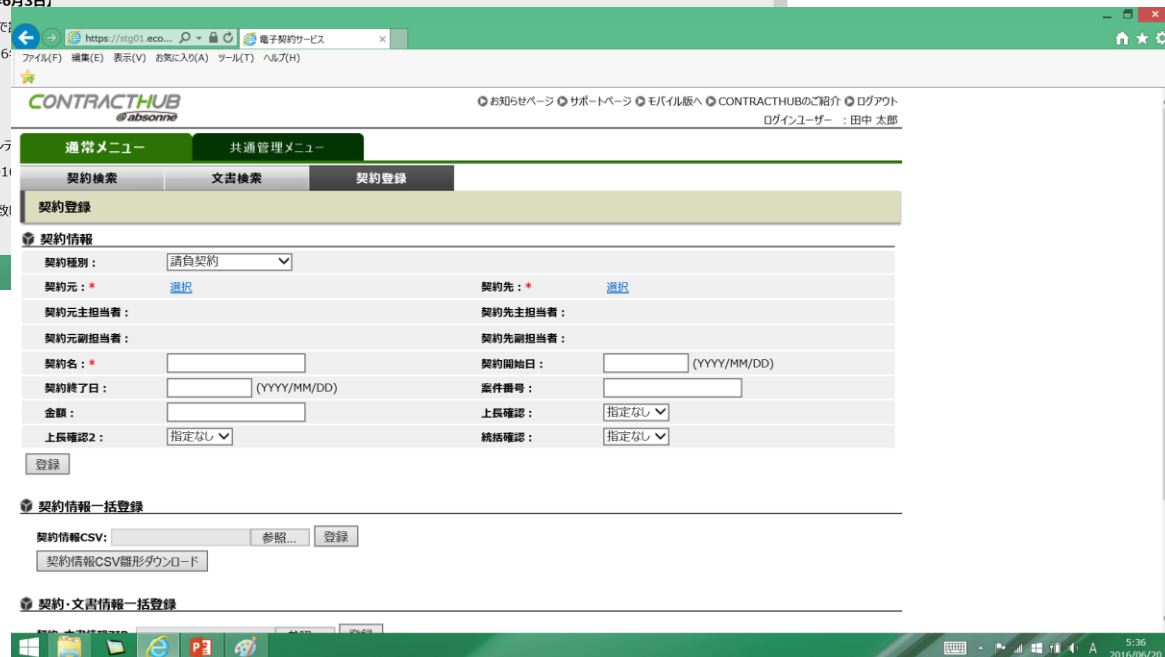 6月3日】
https://stg01.eco... 電子契約サービス
ファイル(F) 編集(E) 表示(V) お気に入り(A) ツール(T) ヘルプ(H)
CONTRACTHUB
@absonne
お知らせページ サポートページ モバイル版へ CONTRACTHUBのご紹介 ログアウト
ログインユーザー ：田中 太郎
通常メニュー 共通管理メニュー
契約検索 文書検索 契約登録
契約登録
契約情報
契約種別： 請負契約
契約元：* 選択 契約先：* 選択
契約元主担当者： 契約先主担当者：
契約元副担当者： 契約先副担当者：
契約名：* 契約開始日： (YYYY/MM/DD)
契約終了日： (YYYY/MM/DD) 案件番号：
金額： 上長確認： 指定なし
上長確認2： 指定なし 統括確認： 指定なし
登録
契約情報一括登録
契約情報CSV: 参照... 登録
契約情報CSV雛形ダウンロード
契約・文書情報一括登録
A 5:36
2016/06/20